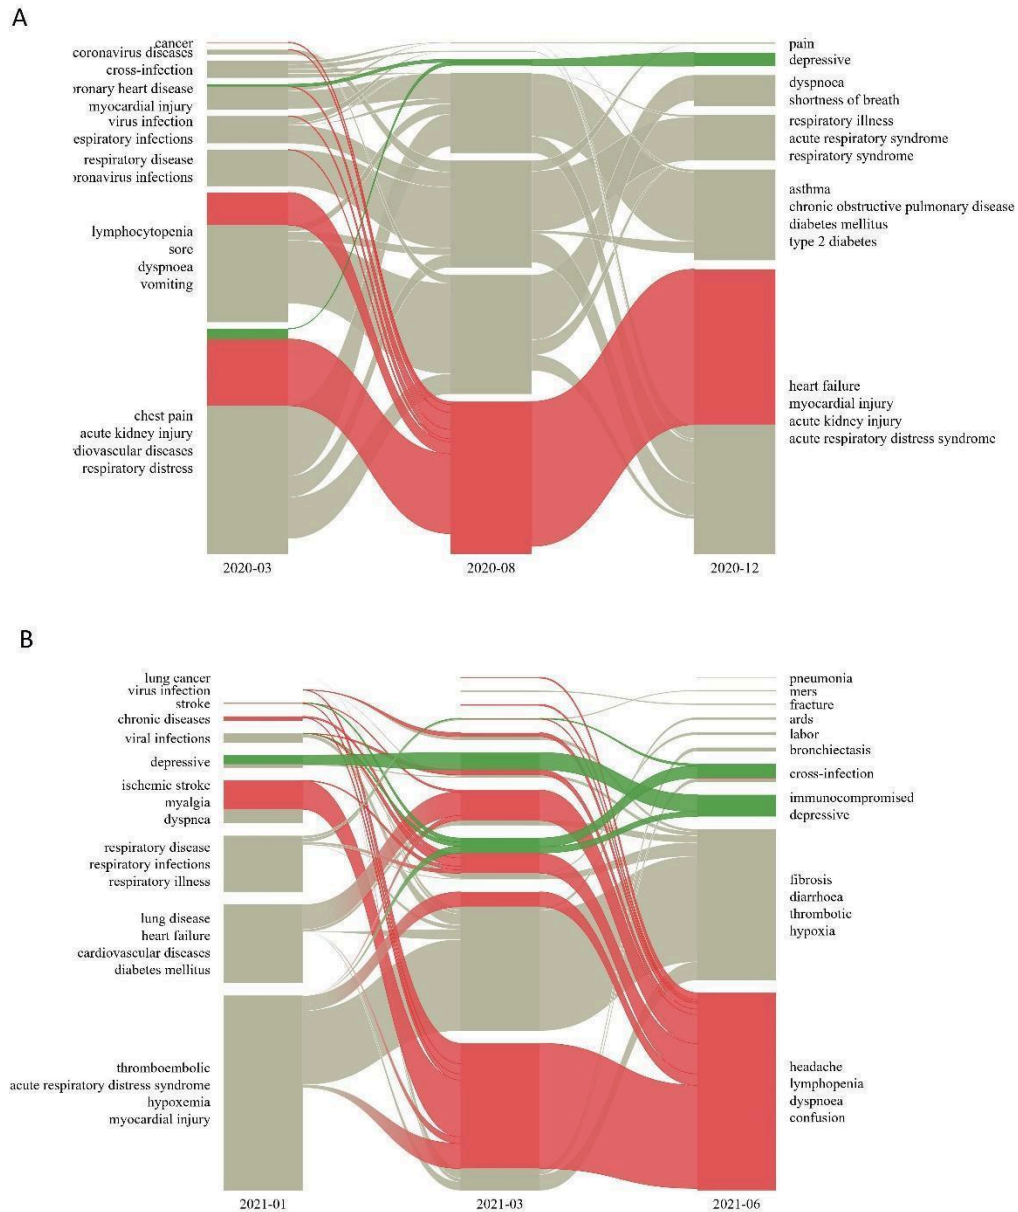 A
cancer
coronavirus diseases
cross-infection
oronary heart disease
myocardial injury
virus infection
espiratory infections
respiratory disease
oronavirus infections
lymphocytopenia
sore
dyspnoea
vomiting
chest pain
acute kidney injury
diovascular diseases
respiratory distress
pain
depressive
dyspnoea
shortness of breath
respiratory illness
acute respiratory syndrome
respiratory syndrome
asthma
chronic obstructive pulmonary disease
diabetes mellitus
type 2 diabetes
heart failure
myocardial injury
acute kidney injury
acute respiratory distress syndrome
2020-03
2020-08
2020-12
B
lung cancer
virus infection
stroke
chronic diseases
viral infections
depressive
ischemic stroke
myalgia
dyspnea
respiratory disease
respiratory infections
respiratory illness
lung disease
heart failure
cardiovascular diseases
diabetes mellitus
thromboembolic
acute respiratory distress syndrome
hypoxemia
myocardial injury
pneumonia
mers
fracture
ards
labor
bronchiectasis
cross-infection
immunocompromised
depressive
fibrosis
diarrhoea
thrombotic
hypoxia
headache
lymphopenia
dyspnoea
confusion
2021-01
2021-03
2021-06